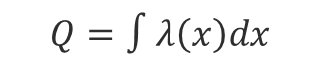 Q = ∫ λ(x)dx